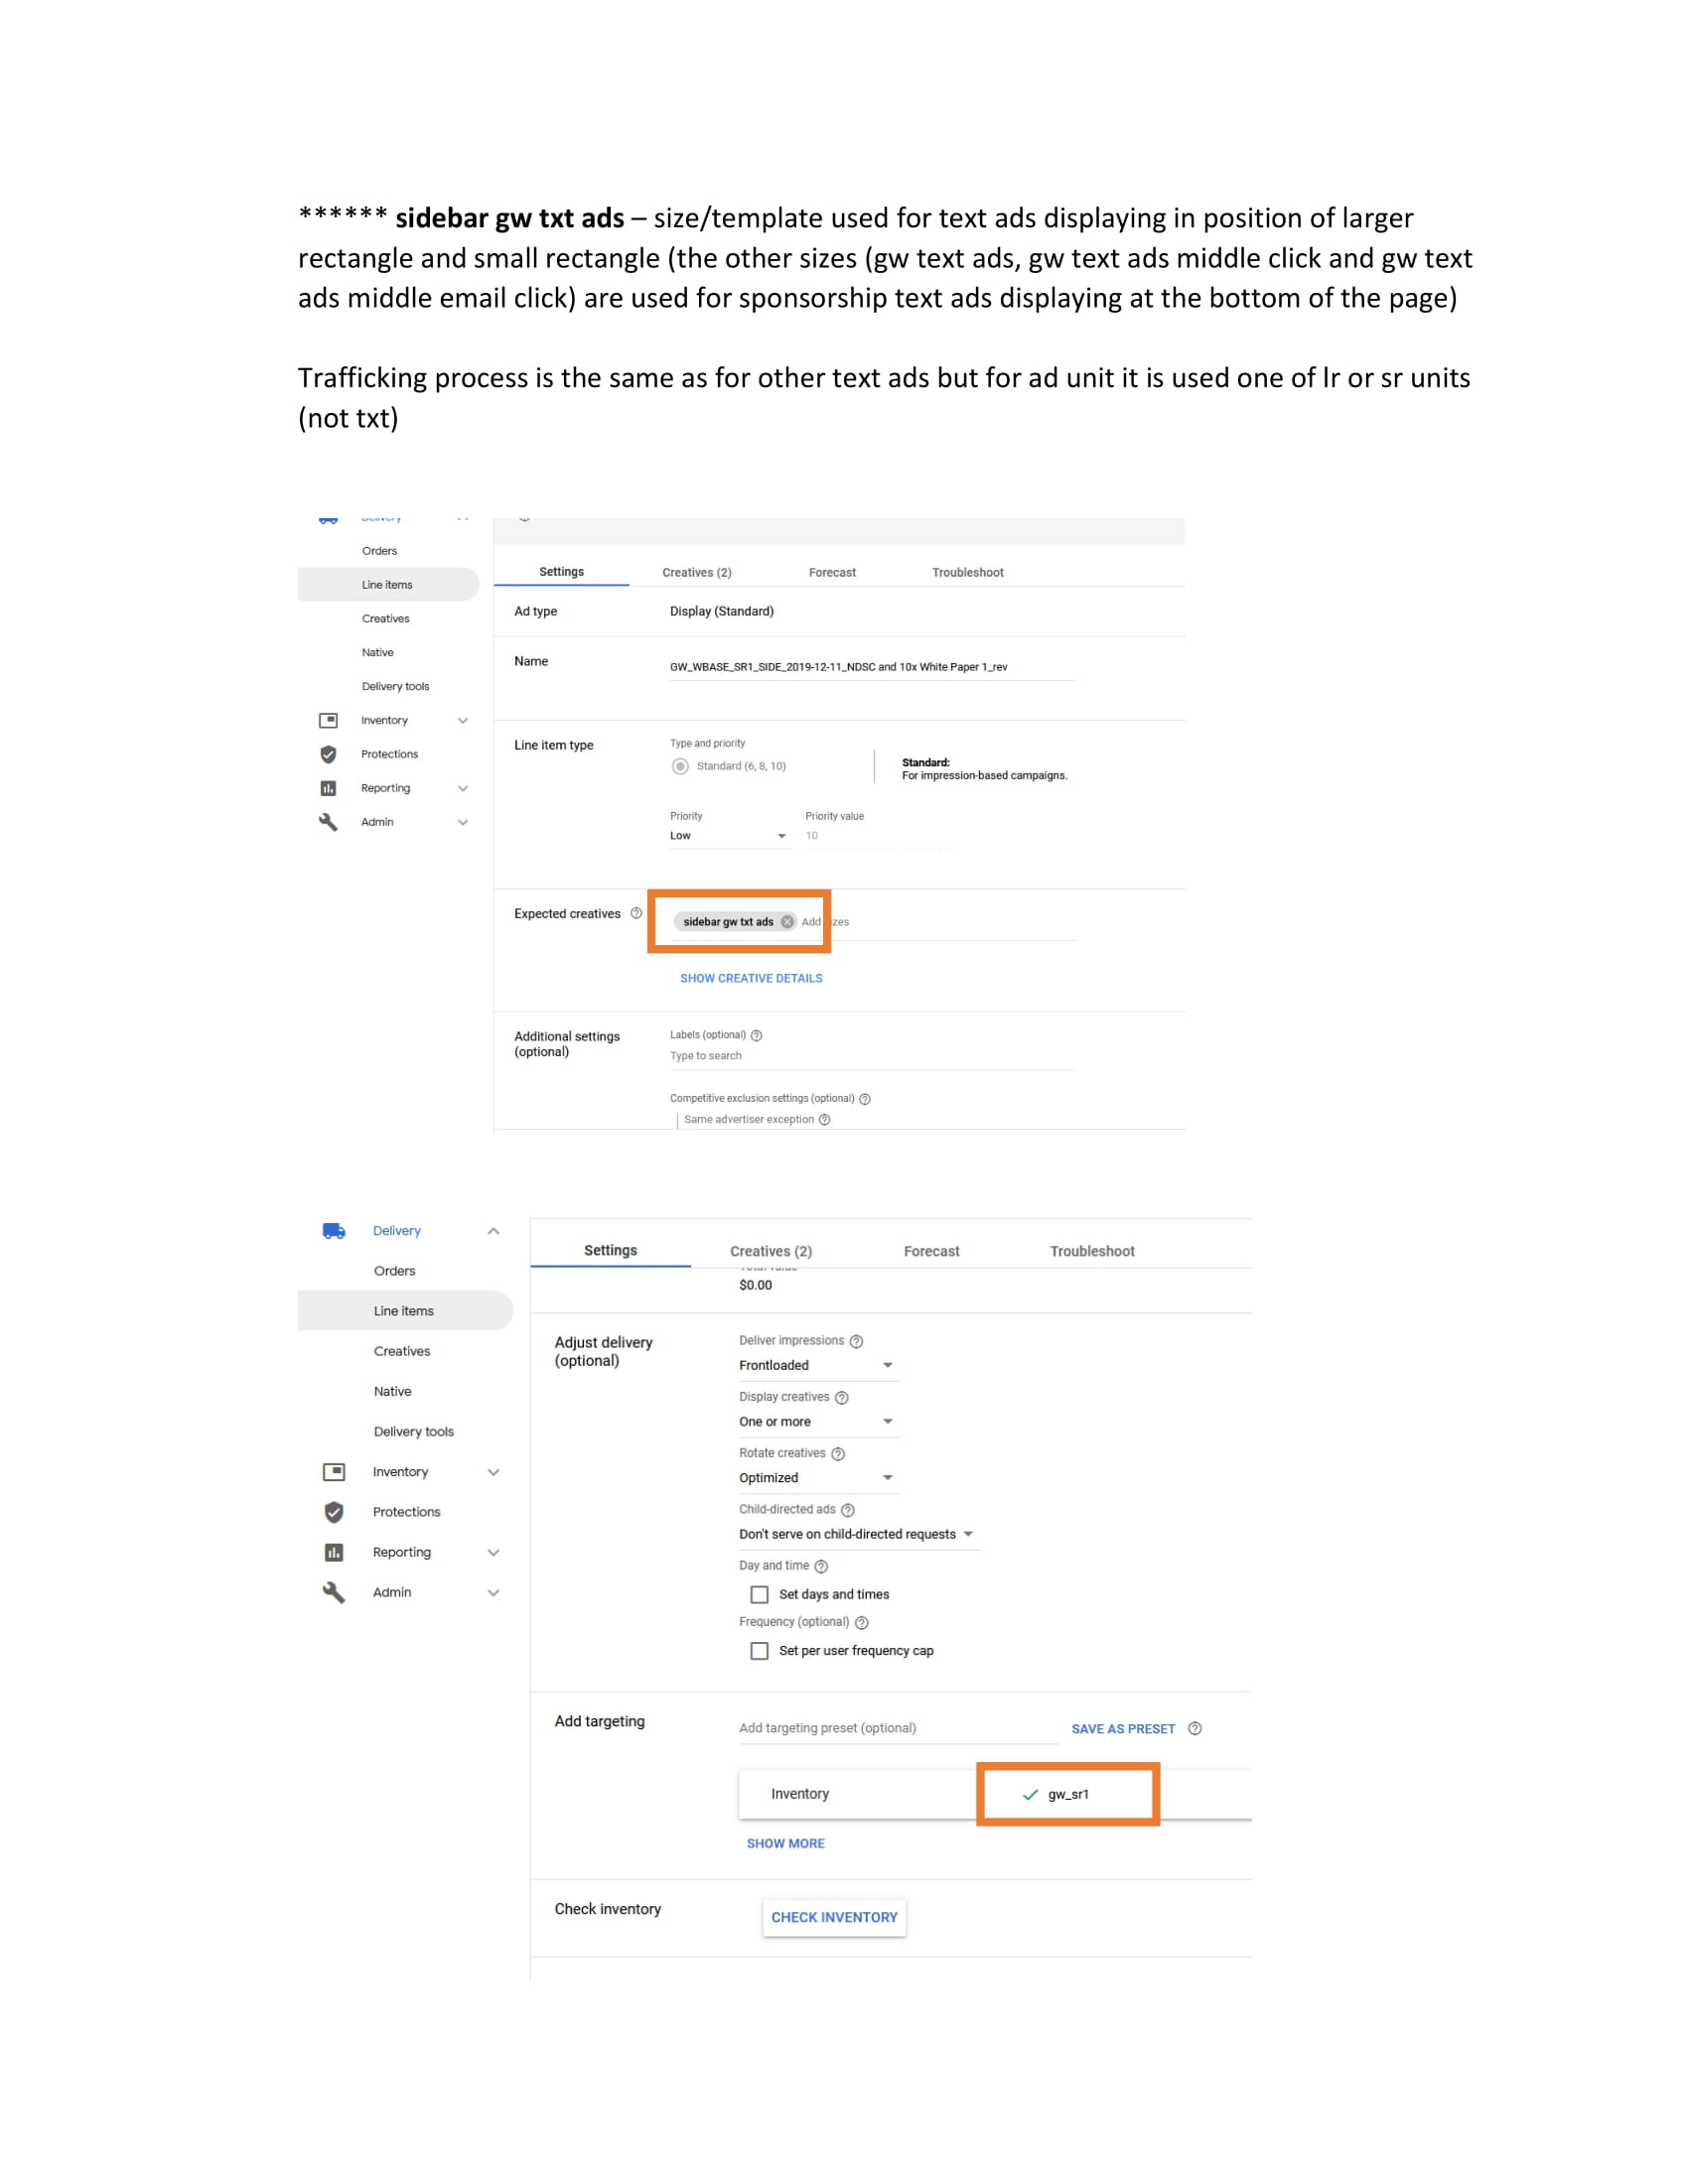 ****** sidebar gw txt ads – size/template used for text ads displaying in position of larger
rectangle and small rectangle (the other sizes (gw text ads, gw text ads middle click and gw text
ads middle email click) are used for sponsorship text ads displaying at the bottom of the page)
Trafficking process is the same as for other text ads but for ad unit it is used one of lr or sr units
(not txt)
Delivery
Orders
Line items
Creatives
Native
Delivery tools
Inventory
Protections
Reporting
Admin
Settings Creatives (2) Forecast Troubleshoot
Ad type Display (Standard)
Name GW_WBASE_SR1_SIDE_2019-12-11_NDSC and 10x White Paper 1_rev
Line item type Type and priority
Standard (6, 8, 10)
Standard:
For impression-based campaigns.
Priority Priority value
Low 10
Expected creatives sidebar gw txt ads Add
zes
SHOW CREATIVE DETAILS
Additional settings
(optional)
Labels (optional)
Type to search
Competitive exclusion settings (optional)
Same advertiser exception
Delivery
Orders
Line items
Creatives
Native
Delivery tools
Inventory
Protections
Reporting
Admin
Settings Creatives (2) Forecast Troubleshoot
Total value
$0.00
Adjust delivery
(optional)
Deliver impressions
Frontloaded
Display creatives
One or more
Rotate creatives
Optimized
Child-directed ads
Don't serve on child-directed requests
Day and time
Set days and times
Frequency (optional)
Set per user frequency cap
Add targeting Add targeting preset (optional) SAVE AS PRESET
Inventory gw_sr1
SHOW MORE
Check inventory CHECK INVENTORY